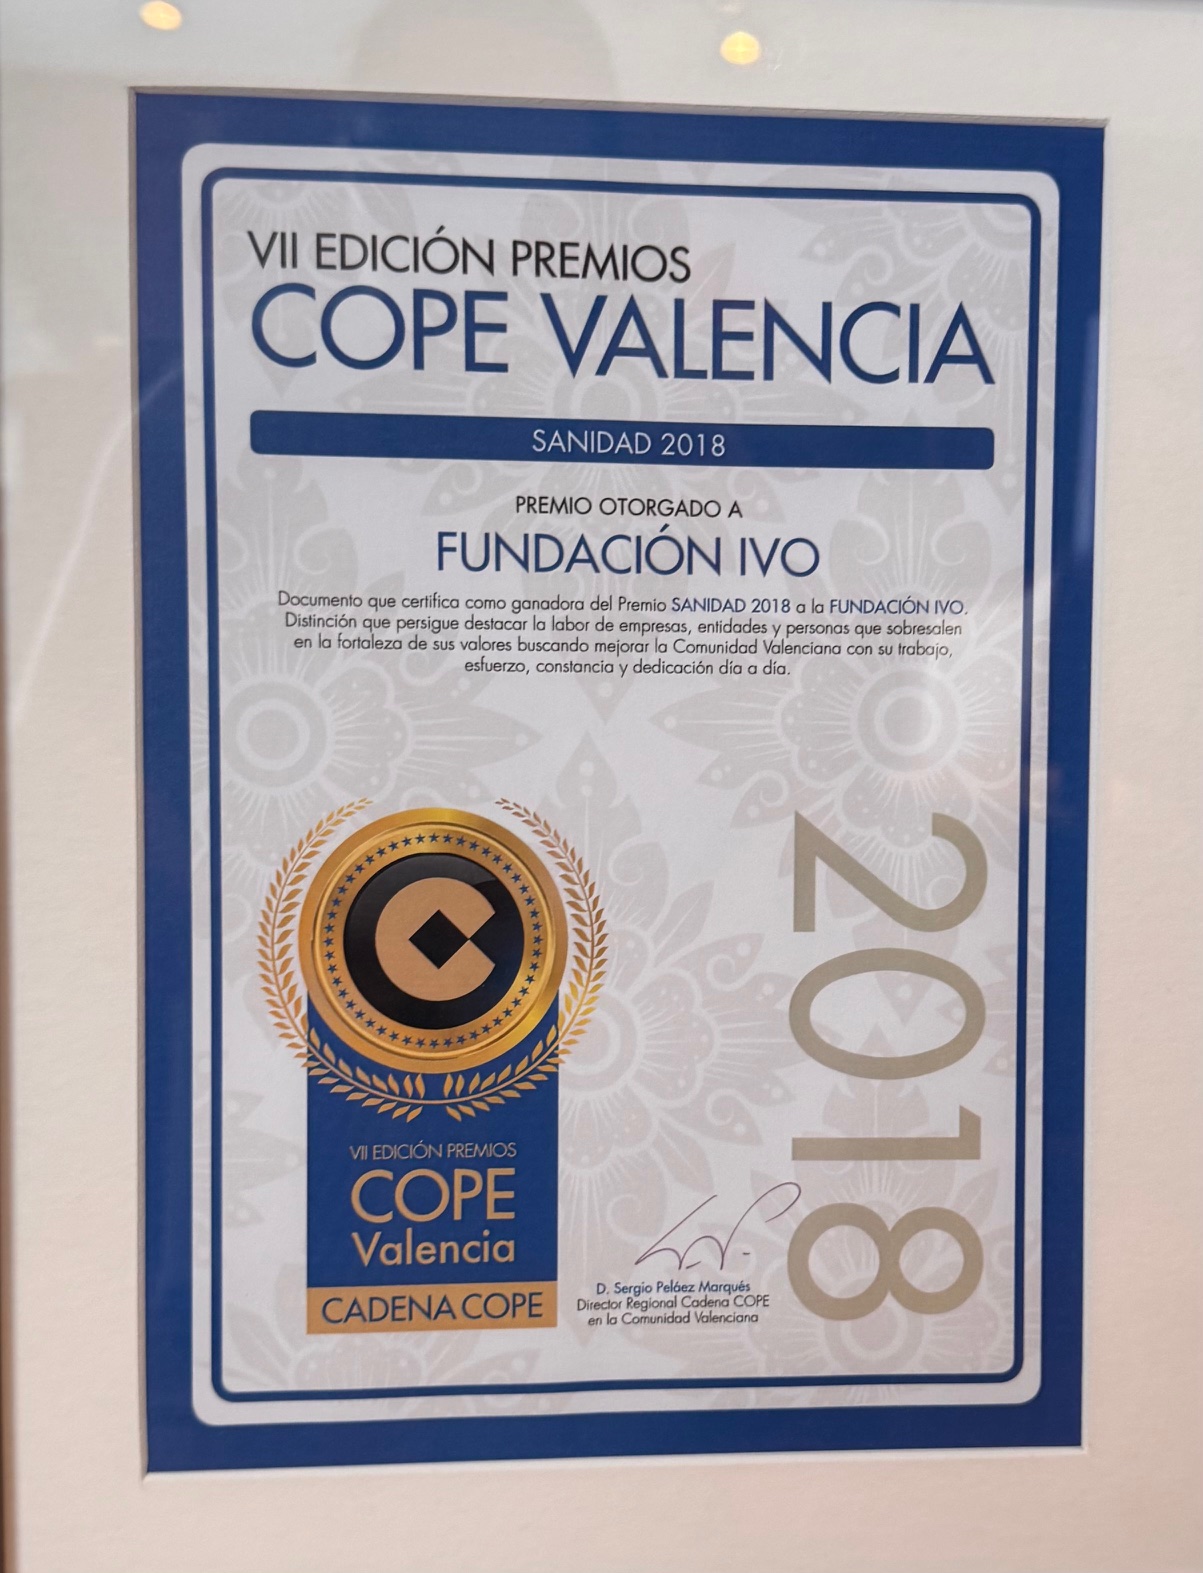 VII EDICIÓN PREMIOS
COPE VALENCIA
SANIDAD 2018
PREMIO OTORGADO A
FUNDACIÓN IVO
Documento que certifica como ganadora del Premio SANIDAD 2018 a la FUNDACIÓN IVO.
Distinción que persigue destacar la labor de empresas, entidades y personas que sobresalen
en la fortaleza de sus valores buscando mejorar la Comunidad Valenciana con su trabajo,
esfuerzo, constancia y dedicación día a día.
2018
VII EDICIÓN PREMIOS
COPE
Valencia
CADENA COPE
D. Sergio Peláez Marqués
Director Regional Cadena COPE
en la Comunidad Valenciana